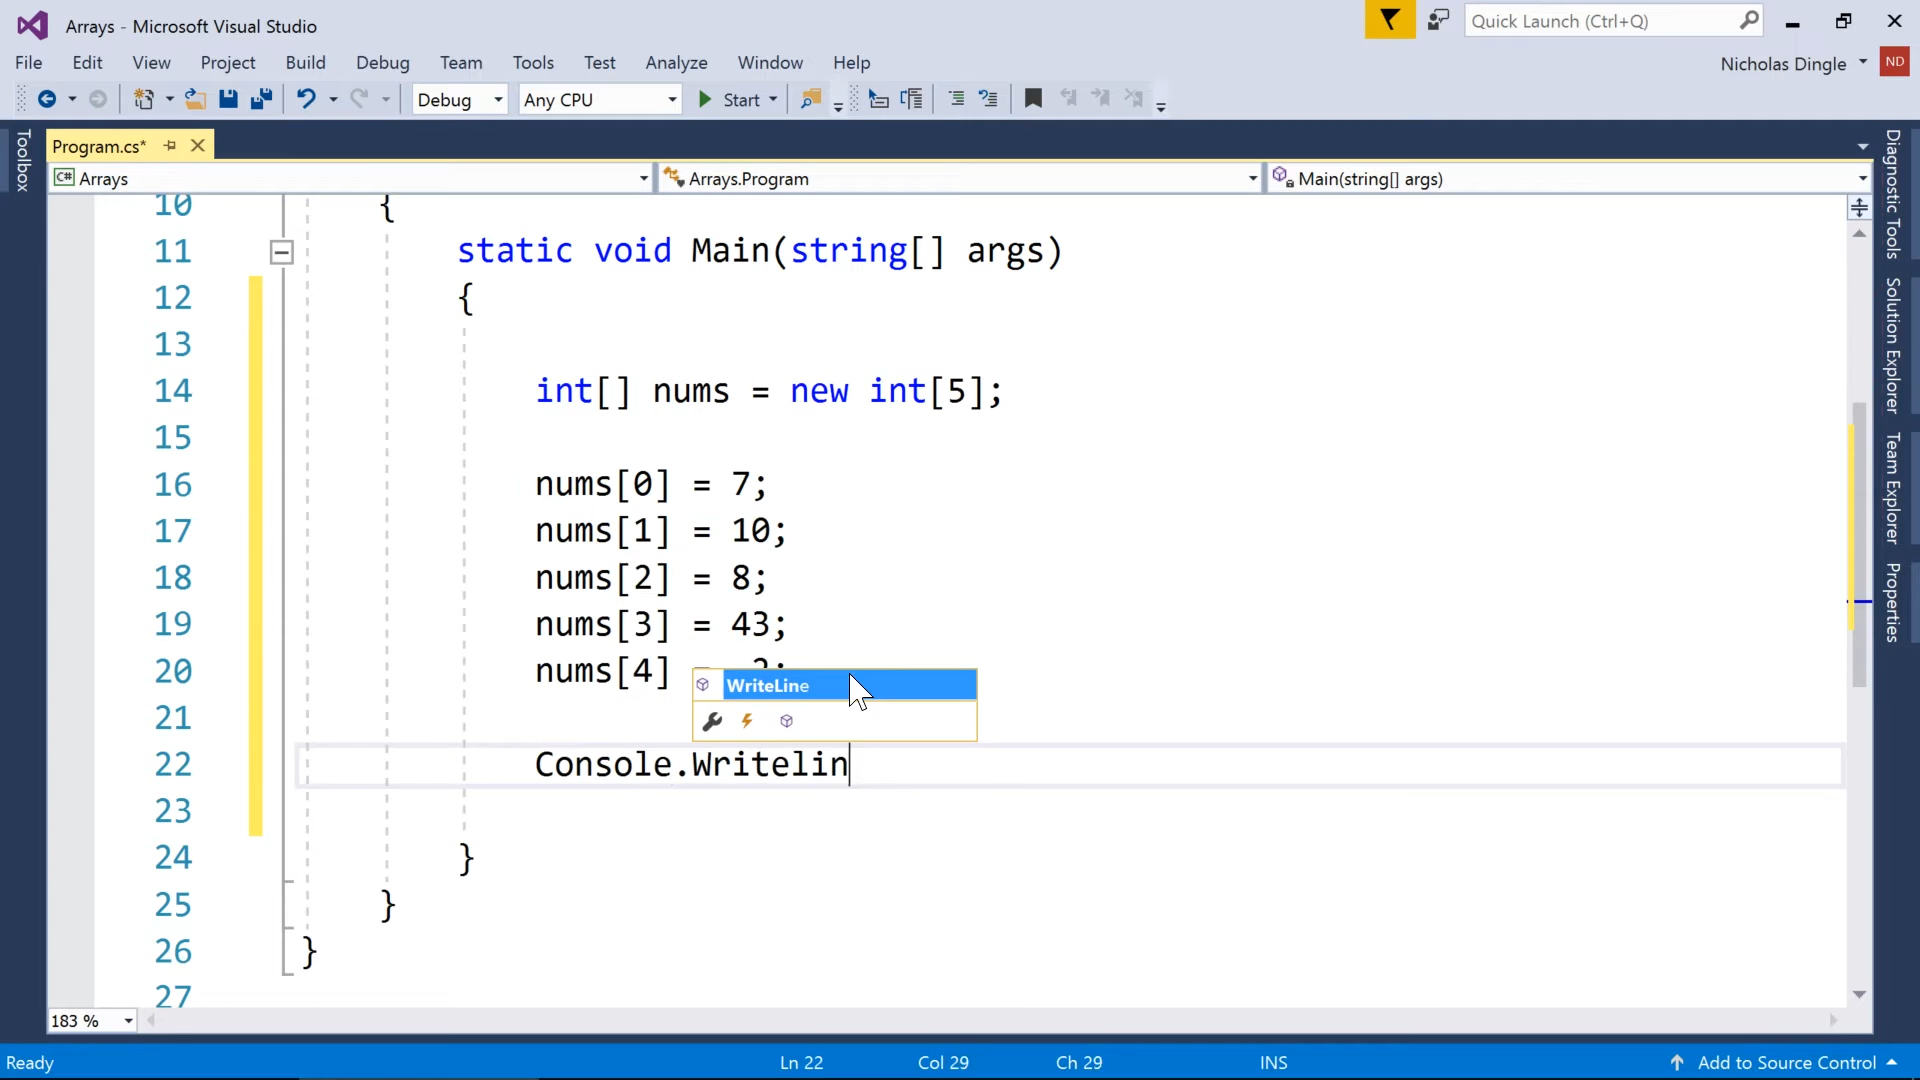 Arrays - Microsoft Visual Studio
Quick Launch (Ctrl+Q)
File Edit View Project Build Debug Team Tools Test Analyze Window Help
Nicholas Dingle ND
Debug Any CPU Start
Toolbox
Program.cs*
C# Arrays
Arrays.Program
Main(string[] args)
10 {
11 static void Main(string[] args)
12 {
13
14 int[] nums = new int[5];
15
16 nums[0] = 7;
17 nums[1] = 10;
18 nums[2] = 8;
19 nums[3] = 43;
20 nums[4]
WriteLine
21
22 Console.Writelin
23
24 }
25 }
26 }
27
Diagnostic Tools
Solution Explorer
Team Explorer
Properties
183 %
Ready Ln 22 Col 29 Ch 29 INS Add to Source Control